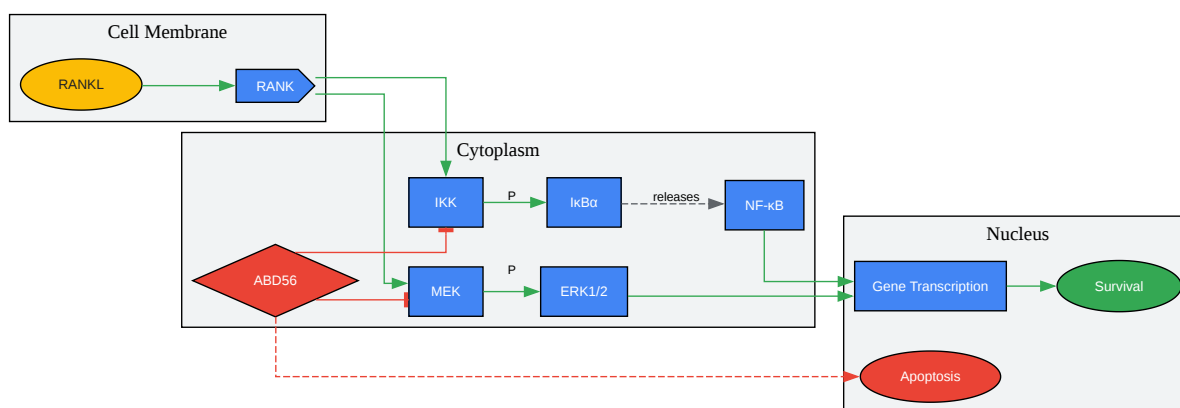 Cell Membrane
RANKL
RANK
Cytoplasm
IKK
P
IκBα
releases
NF-κB
ABD56
MEK
P
ERK1/2
Nucleus
Gene Transcription
Survival
Apoptosis